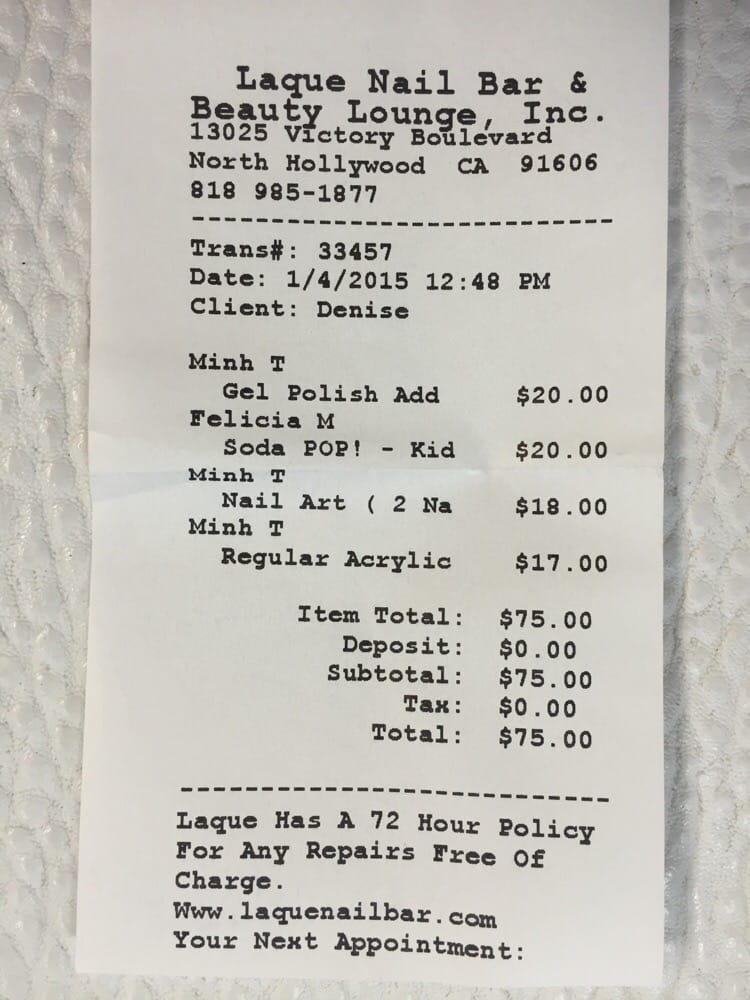 Laque Nail Bar &
Beauty Lounge, Inc.
13025 Victory Boulevard
North Hollywood CA 91606
818 985-1877
---------------------------
Trans#: 33457
Date: 1/4/2015 12:48 PM
Client: Denise
Minh T
Gel Polish Add $20.00
Felicia M
Soda POP! - Kid $20.00
Minh T
Nail Art ( 2 Na $18.00
Minh T
Regular Acrylic $17.00
Item Total: $75.00
Deposit: $0.00
Subtotal: $75.00
Tax: $0.00
Total: $75.00
---------------------------
Laque Has A 72 Hour Policy
For Any Repairs Free Of
Charge.
Www.laquenailbar.com
Your Next Appointment: